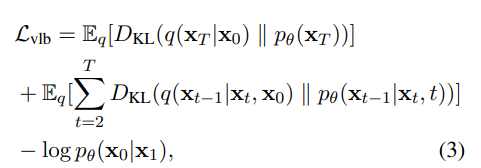 ℒ_vlb = 𝔼_q[D_KL(q(x_T|x_0) ∥ p_θ(x_T))]
+ 𝔼_q[∑_{t=2}^{T} D_KL(q(x_{t−1}|x_t, x_0) ∥ p_θ(x_{t−1}|x_t, t))]
− log p_θ(x_0|x_1), (3)